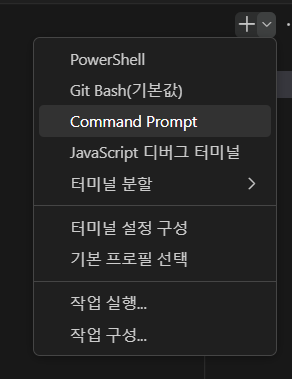 PowerShell
Git Bash(기본값)
Command Prompt
JavaScript 디버그 터미널
터미널 분할
터미널 설정 구성
기본 프로필 선택
작업 실행...
작업 구성...